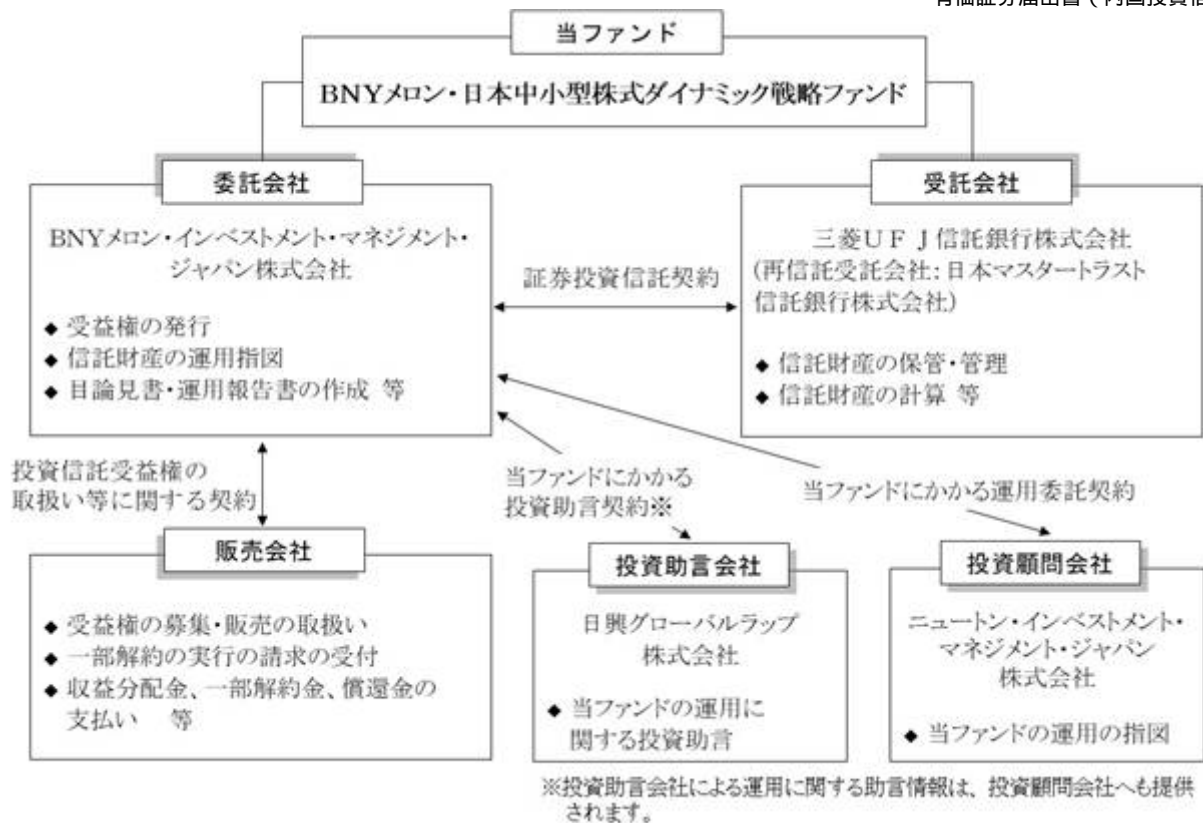 当ファンド
BNYメロン・日本中小型株式ダイナミック戦略ファンド
委託会社
BNYメロン・インベストメント・マネジメント・
ジャパン株式会社
◆ 受益権の発行
◆ 信託財産の運用指図
◆ 目論見書・運用報告書の作成 等
証券投資信託契約
受託会社
三菱UFJ信託銀行株式会社
(再信託受託会社:日本マスタートラスト
信託銀行株式会社)
◆ 信託財産の保管・管理
◆ 信託財産の計算 等
投資信託受益権の
取扱い等に関する契約
当ファンドにかかる
投資助言契約※
当ファンドにかかる運用委託契約
販売会社
◆ 受益権の募集・販売の取扱い
◆ 一部解約の実行の請求の受付
◆ 収益分配金、一部解約金、償還金の
支払い 等
投資助言会社
日興グローバルラップ
株式会社
◆ 当ファンドの運用に
関する投資助言
投資顧問会社
ニュートン・インベストメント・
マネジメント・ジャパン
株式会社
◆ 当ファンドの運用の指図
※投資助言会社による運用に関する助言情報は、投資顧問会社へも提供
されます。